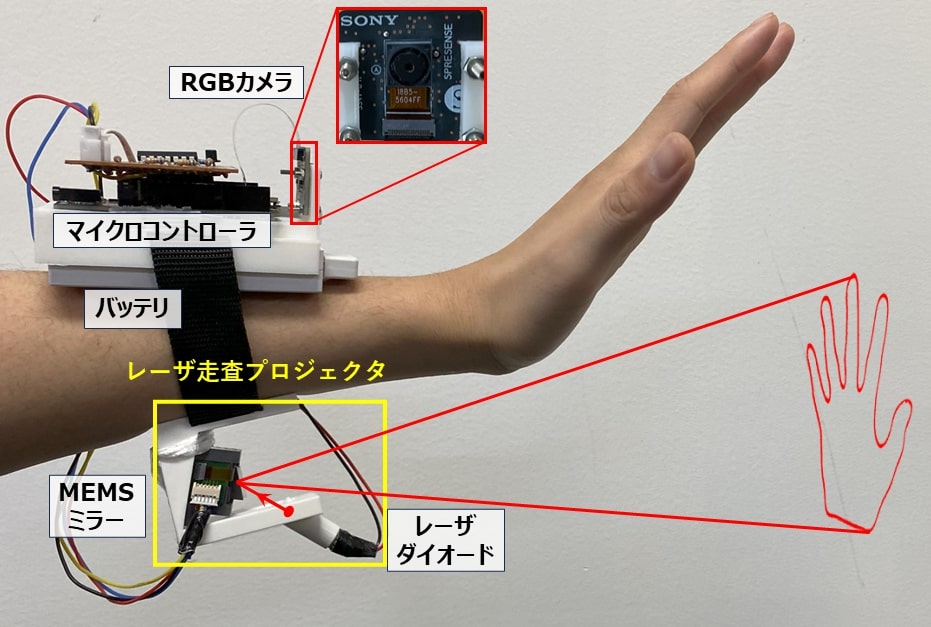 SONY
SPRESENSE
I8B5-
5604FF
RGBカメラ
マイクロコントローラ
バッテリ
レーザ走査プロジェクタ
MEMS
ミラー
レーザ
ダイオード